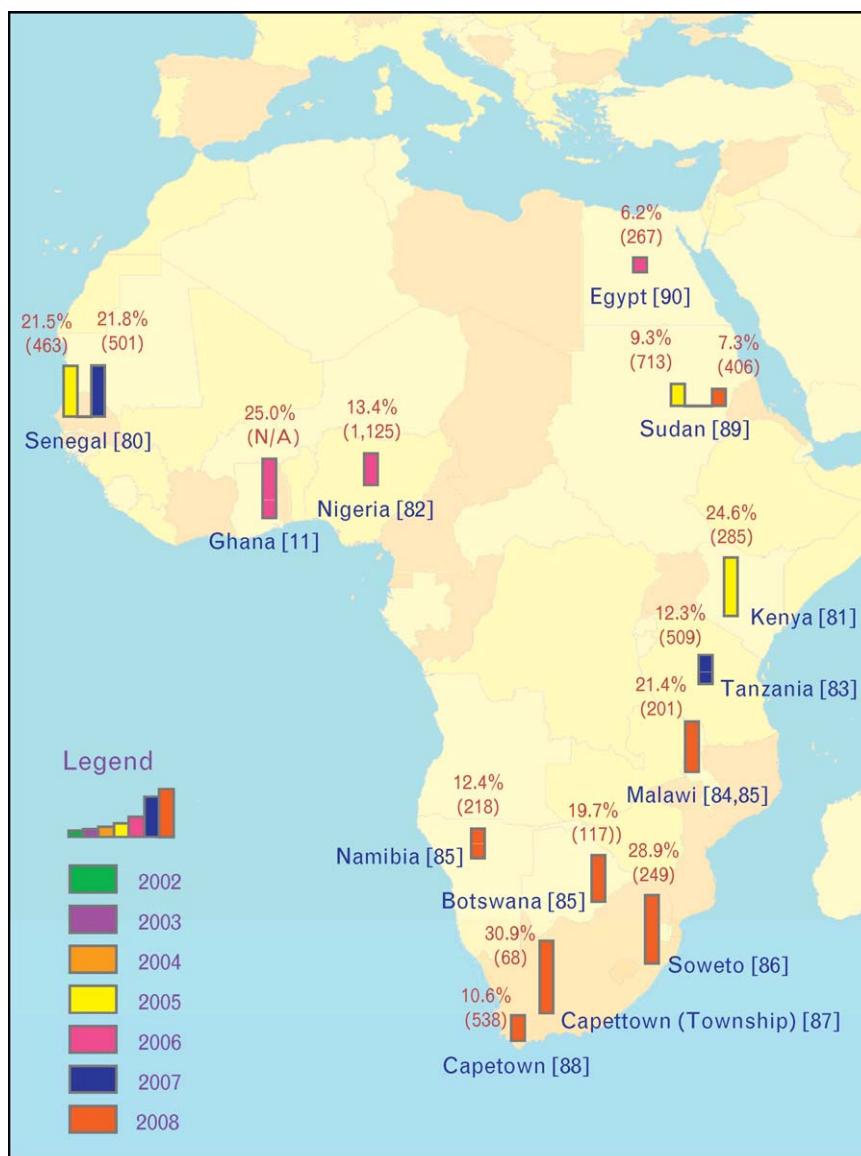 6.2%
(267)
Egypt [90]
21.5%
(463)
21.8%
(501)
Senegal [80]
9.3%
(713)
7.3%
(406)
Sudan [89]
25.0%
(N/A)
Ghana [11]
13.4%
(1,125)
Nigeria [82]
24.6%
(285)
Kenya [81]
12.3%
(509)
Tanzania [83]
21.4%
(201)
Malawi [84,85]
12.4%
(218)
Namibia [85]
19.7%
(117))
Botswana [85]
28.9%
(249)
Soweto [86]
30.9%
(68)
Capettown (Township) [87]
10.6%
(538)
Capetown [88]
Legend
2002
2003
2004
2005
2006
2007
2008